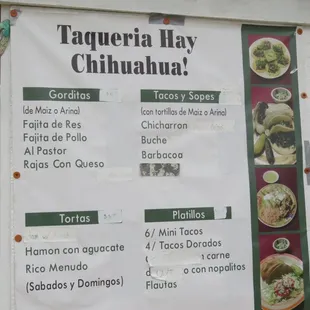 Taqueria Hay
Chihuahua!
Gorditas
(de Maiz o Arina)
Fajita de Res
Fajita de Pollo
Al Pastor
Rajas Con Queso
Tacos y Sopes
(con tortillas de Maiz o Arina)
Chicharron
Buche
Barbacoa
Tortas
Hamon con aguacate
Rico Menudo
(Sabados y Domingos)
Platillos
6/ Mini Tacos
4/ Tacos Dorados
carne
o con nopalitos
Flautas